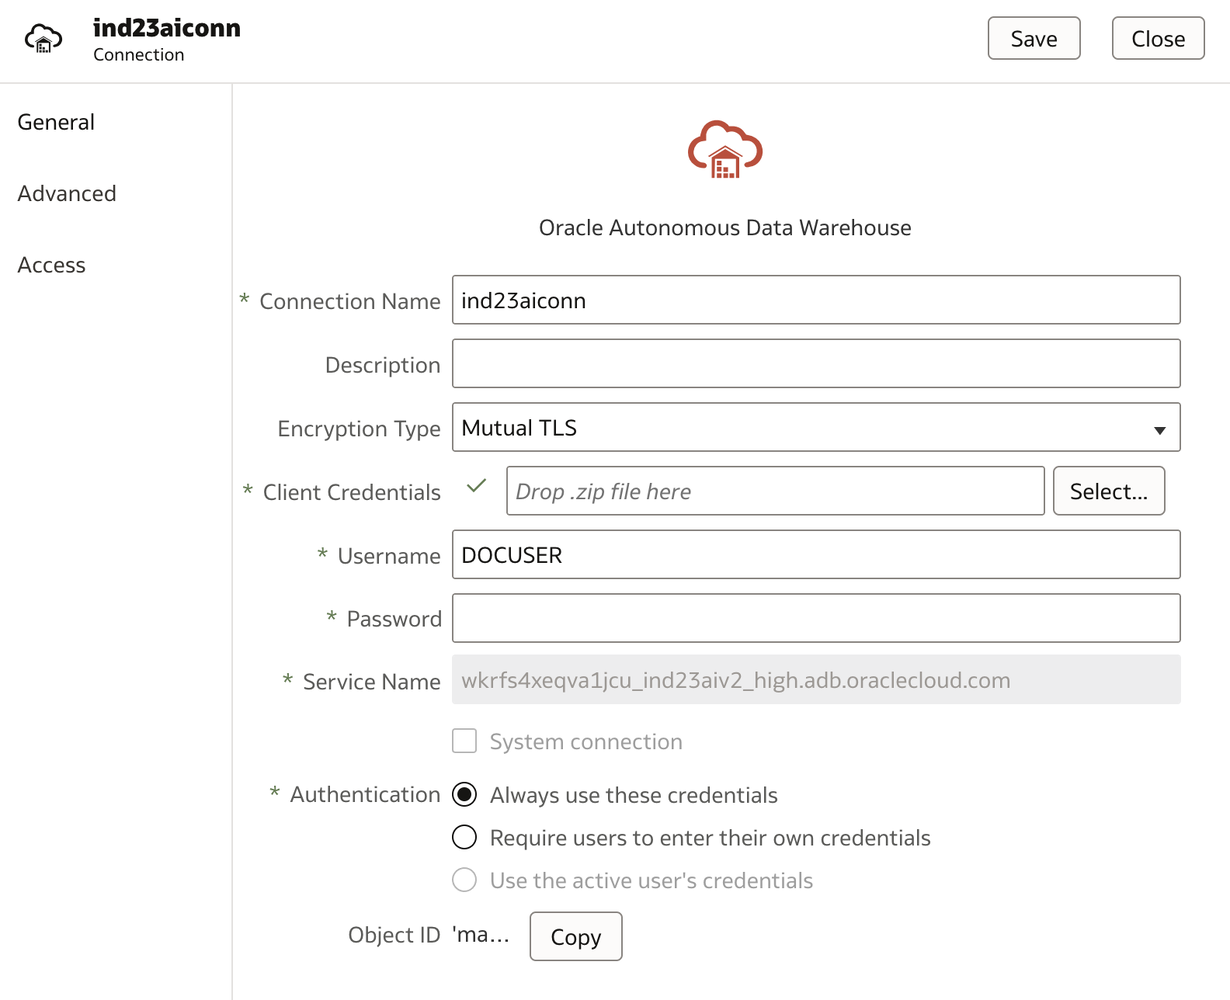 ind23aiconn
Connection
Save
Close
General
Advanced
Access
Oracle Autonomous Data Warehouse
* Connection Name ind23aiconn
Description
Encryption Type Mutual TLS
* Client Credentials Drop .zip file here Select...
* Username DOCUSER
* Password
* Service Name wkrfs4xeqva1jcu_ind23aiv2_high.adb.oraclecloud.com
System connection
* Authentication Always use these credentials
Require users to enter their own credentials
Use the active user's credentials
Object ID 'ma... Copy